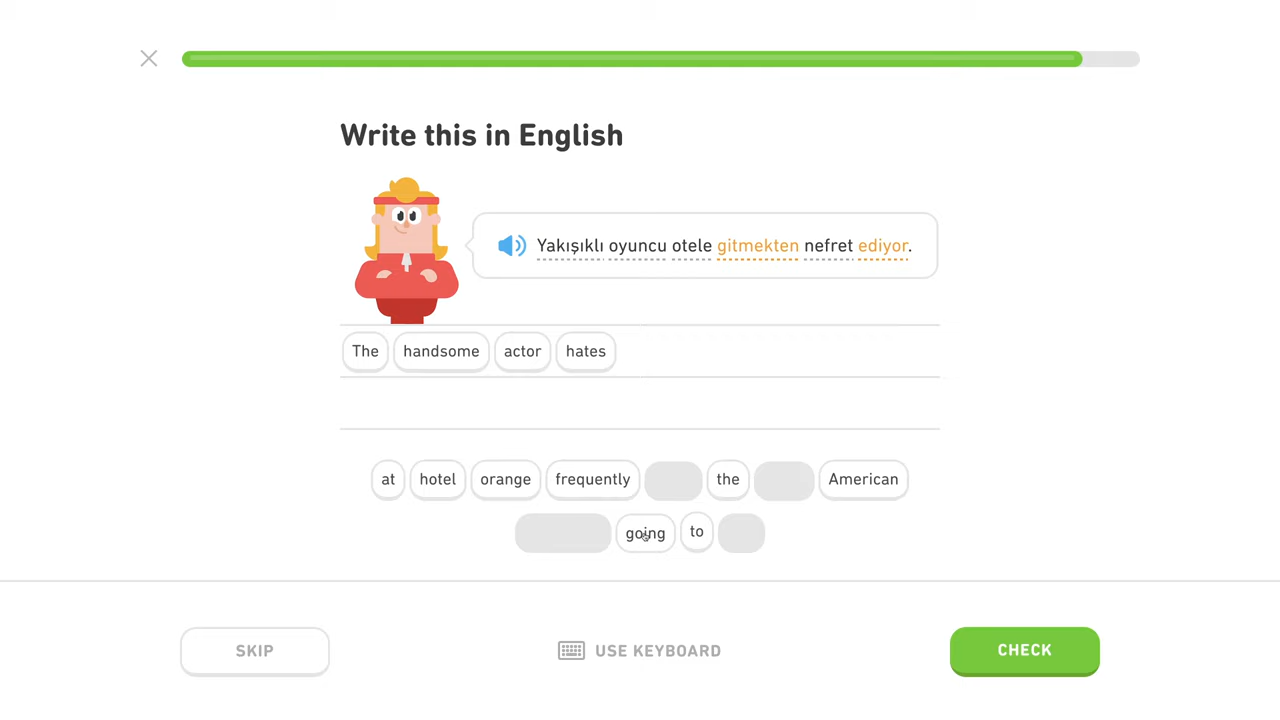 Write this in English
Yakışıklı oyuncu otele gitmekten nefret ediyor.
The handsome actor hates
at hotel orange frequently the American
going to
SKIP USE KEYBOARD CHECK